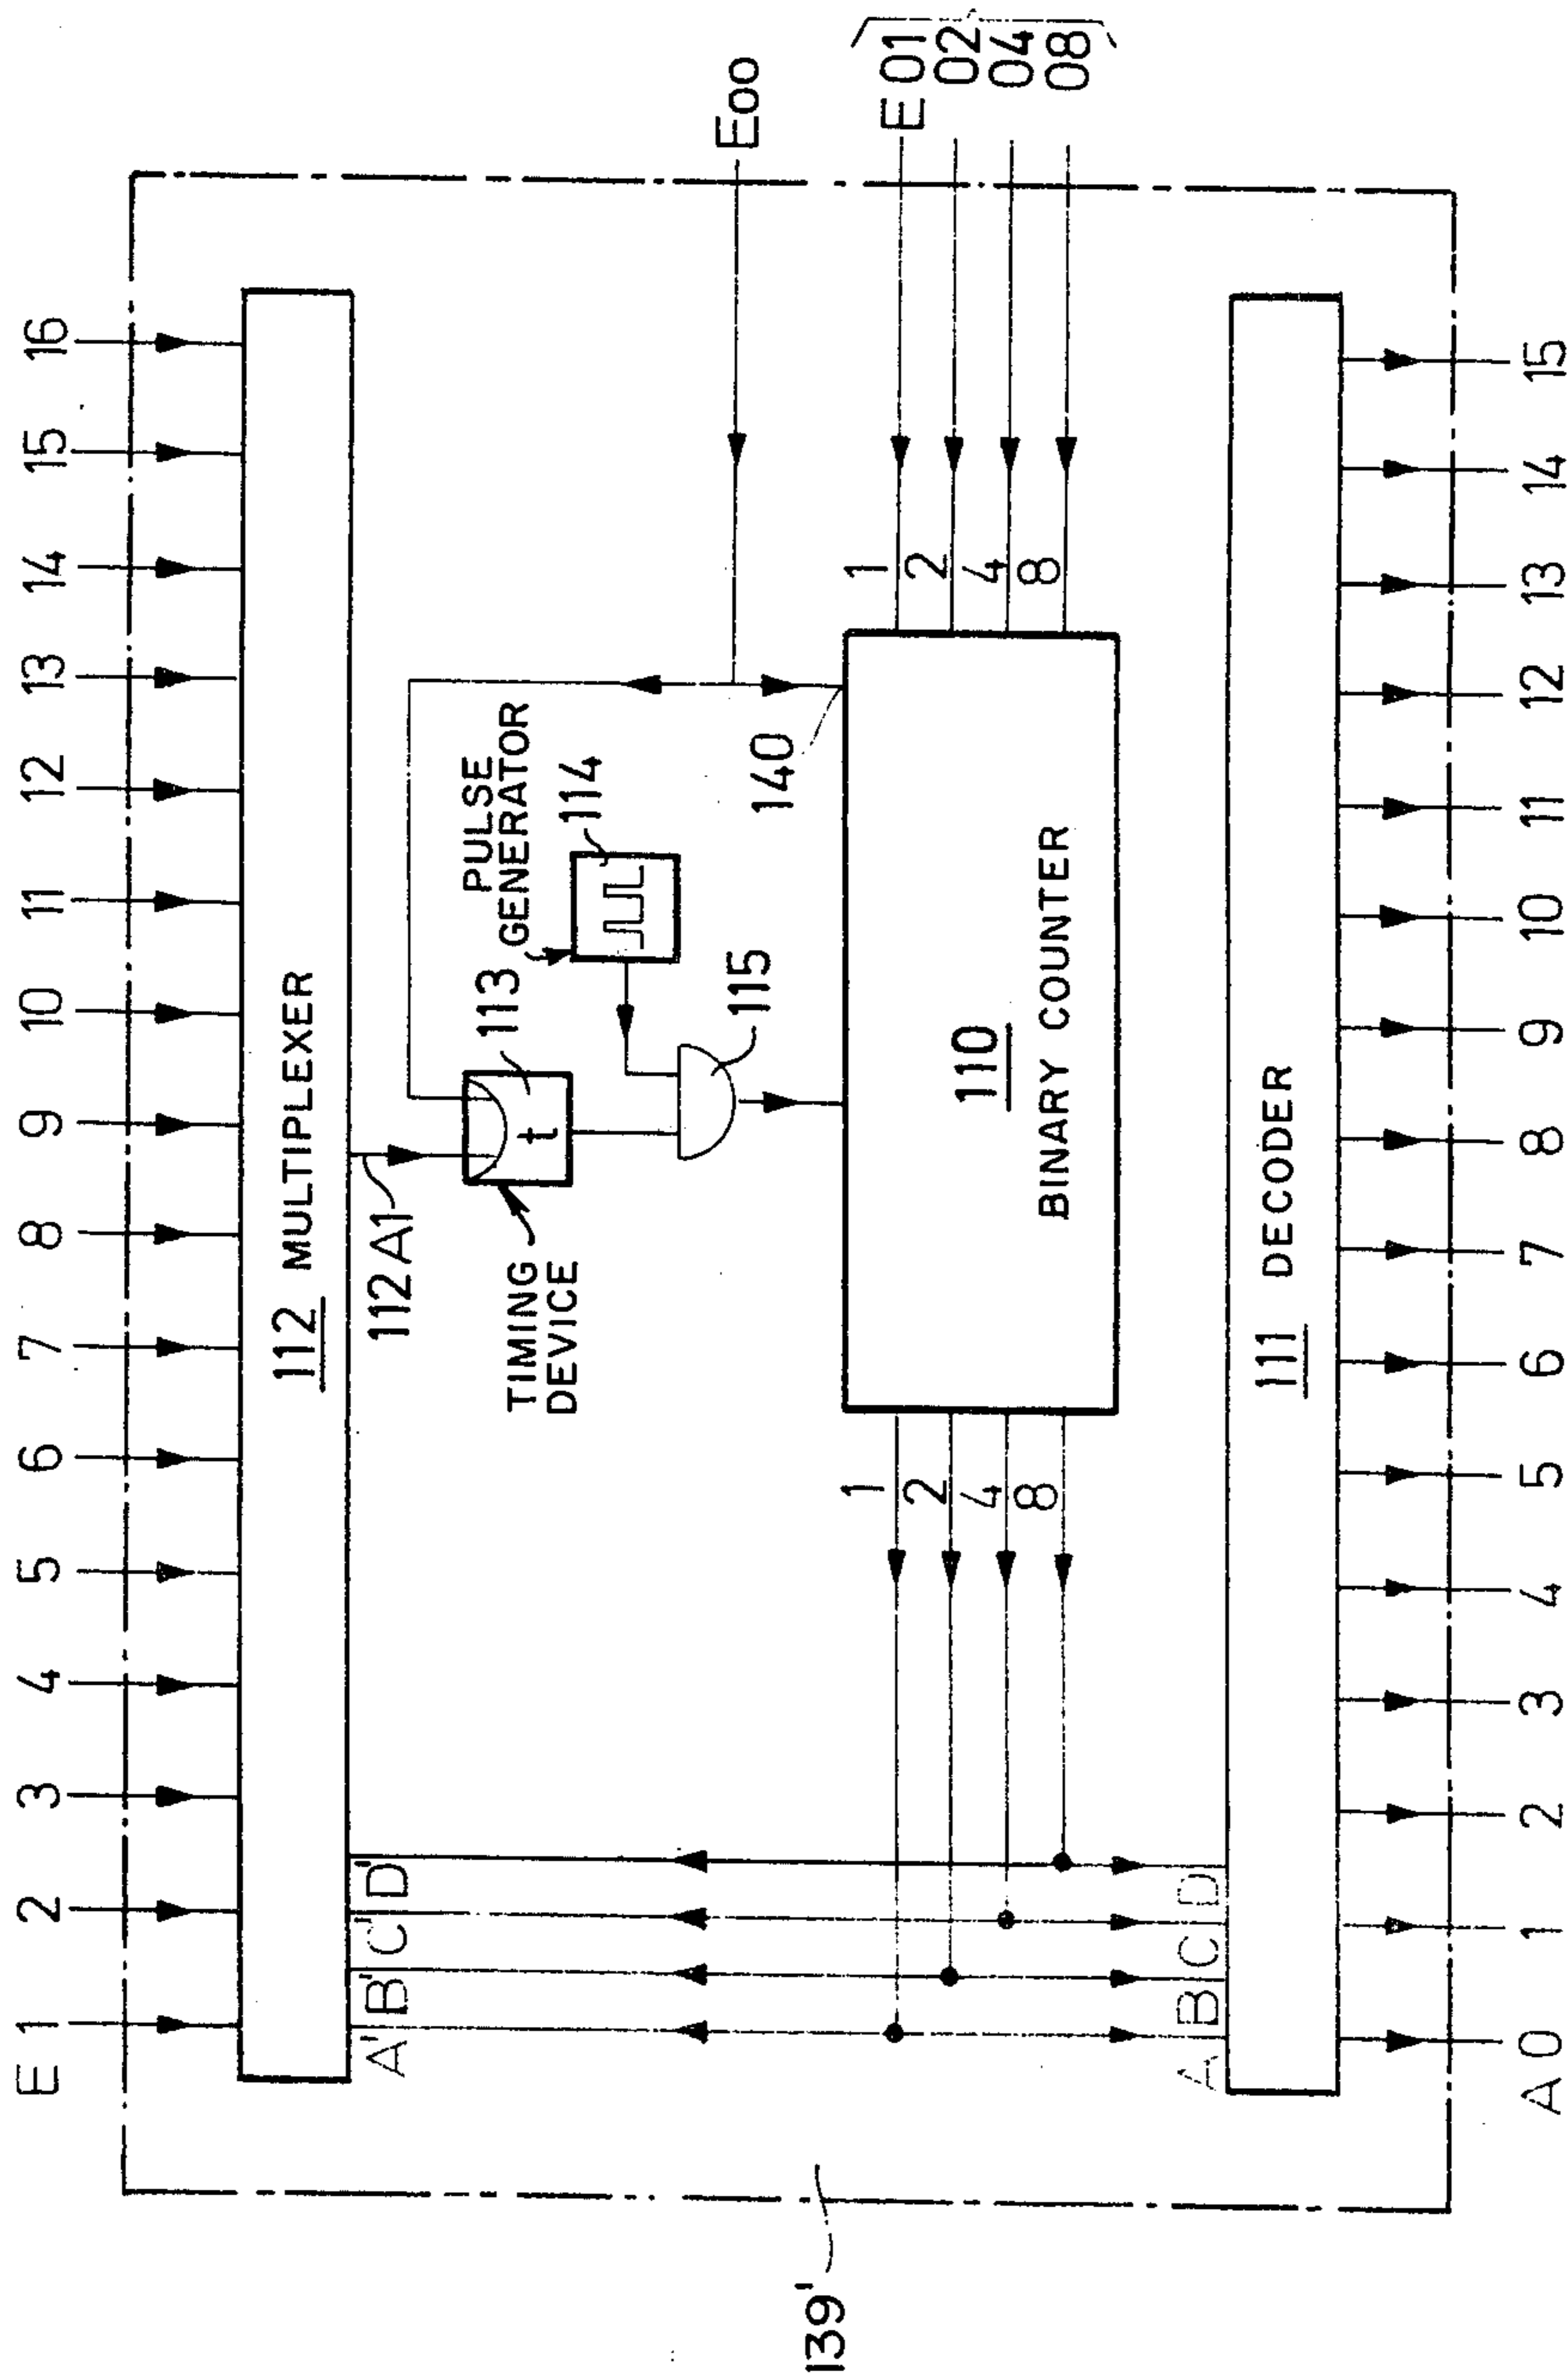 E 1 2 3 4 5 6 7 8 9 10 11 12 13 14 15 16
112 MULTIPLEXER
A' B' C' D'
112A1
TIMING
DEVICE
t
113
PULSE
GENERATOR
114
115
Eoo
140
E 01
02
04
08
1
2
4
8
110
BINARY COUNTER
1
2
4
8
A B C D
111 DECODER
A 0 1 2 3 4 5 6 7 8 9 10 11 12 13 14 15
139'